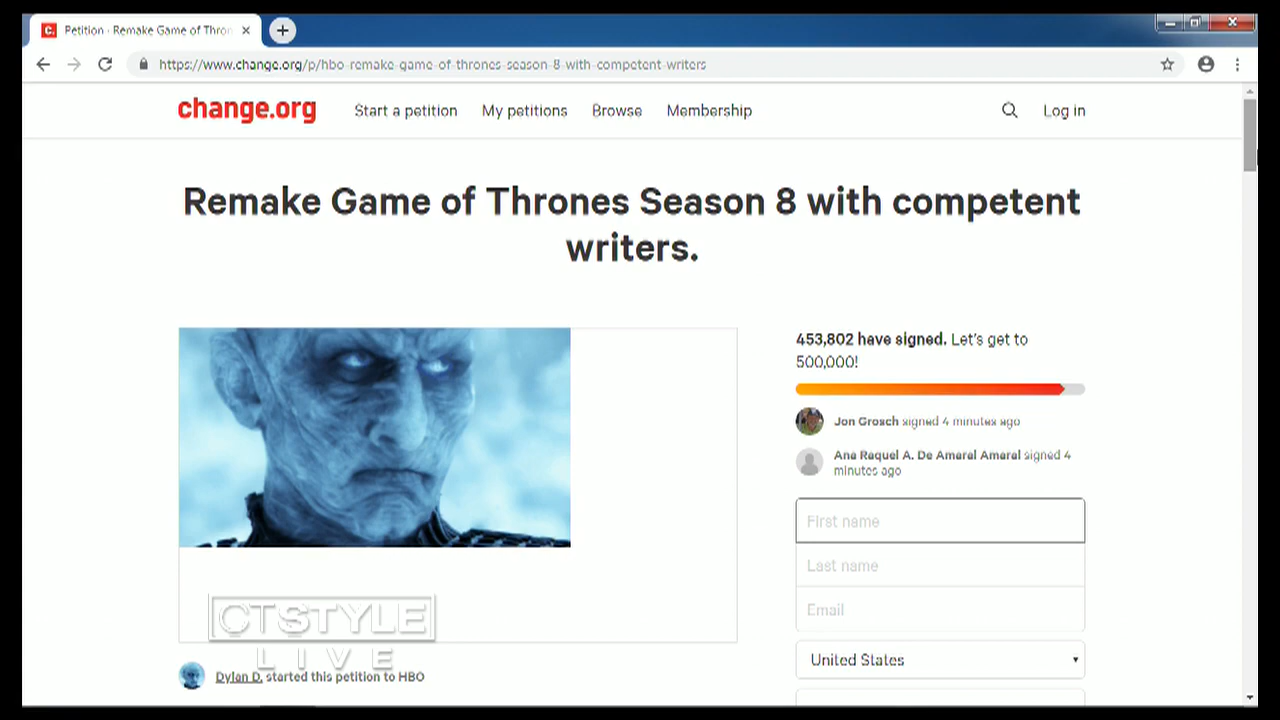 Petition · Remake Game of Thron
https://www.change.org/p/hbo-remake-game-of-thrones-season-8-with-competent-writers
change.org
Start a petition
My petitions
Browse
Membership
Log in
Remake Game of Thrones Season 8 with competent
writers.
453,802 have signed. Let's get to
500,000!
Jon Grosch signed 4 minutes ago
Ana Raquel A. De Amaral Amaral signed 4
minutes ago
First name
Last name
Email
United States
CTSTYLE
LIVE
Dylan D. started this petition to HBO